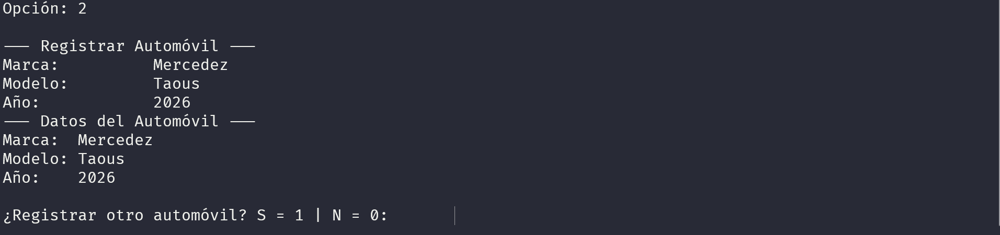 Opción: 2
--- Registrar Automóvil ---
Marca: Mercedez
Modelo: Taous
Año: 2026
--- Datos del Automóvil ---
Marca: Mercedez
Modelo: Taous
Año: 2026
¿Registrar otro automóvil? S = 1 | N = 0: